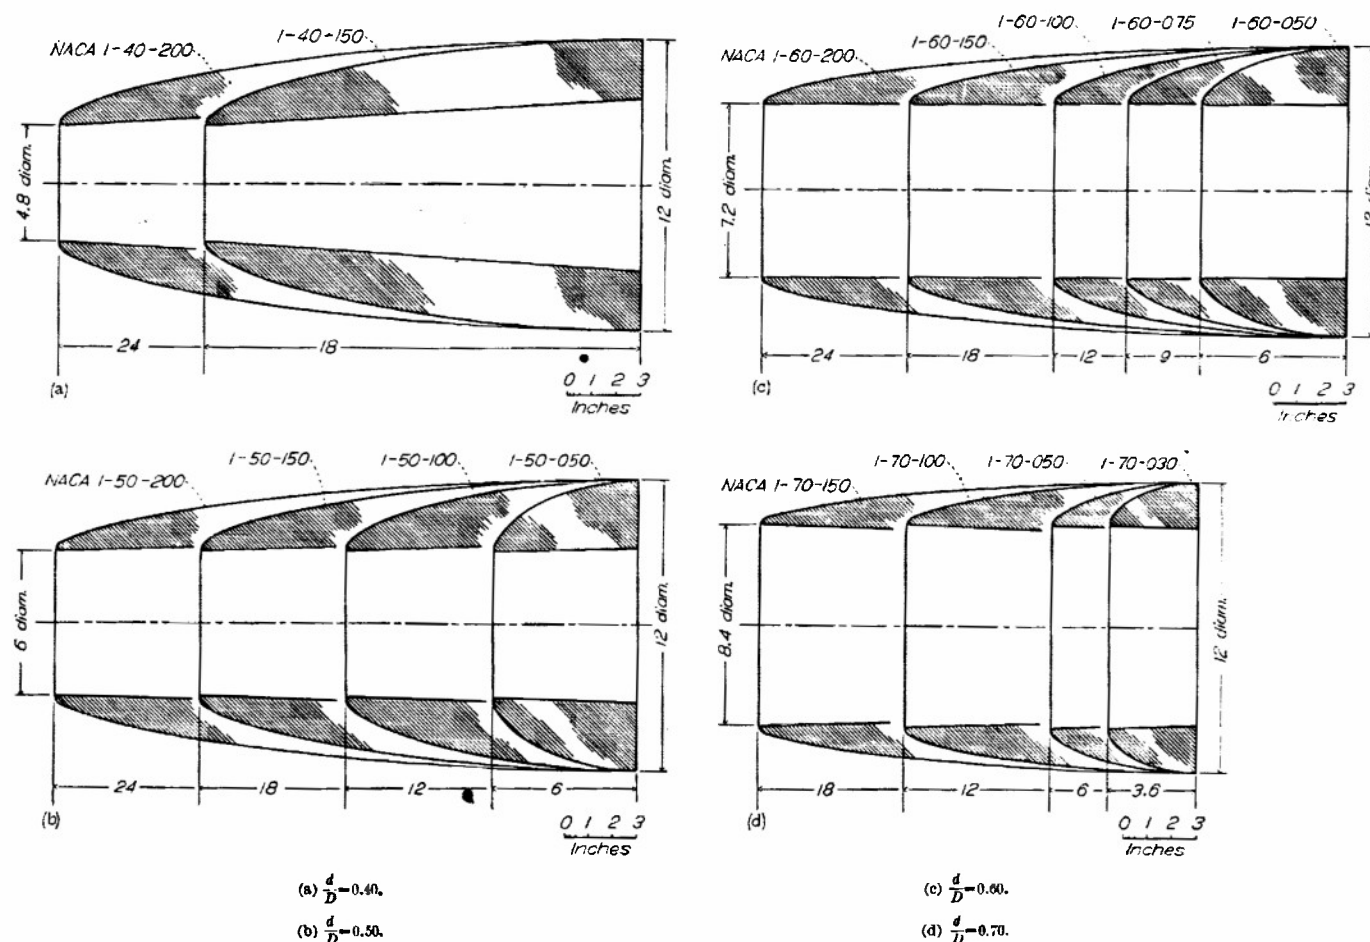 1-40-150
NACA 1-40-200
4.8 diam.
12 diam.
24
18
(a)
0 1 2 3
Inches
1-60-100
1-60-075
1-60-050
1-60-150
NACA 1-60-200
7.2 diam.
24
18
12
9
6
(c)
0 1 2 3
Inches
1-50-150
1-50-100
1-50-050
NACA 1-50-200
6 diam.
12 diam.
24
18
12
6
(b)
0 1 2 3
Inches
1-70-100
1-70-050
1-70-030
NACA 1-70-150
8.4 diam.
12 diam.
18
12
6
3.6
(d)
0 1 2 3
Inches
(a) d/D=0.40.
(b) d/D=0.50.
(c) d/D=0.60.
(d) d/D=0.70.